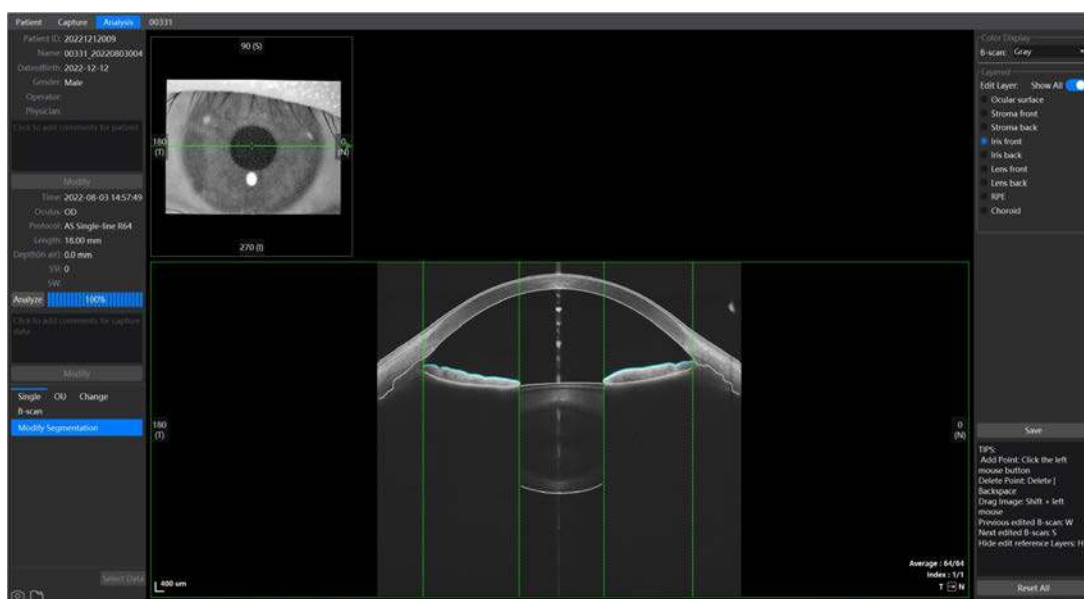 Patient Capture Analysis 00331
Patient ID: 20221212009
Name: 00331_20220803004
DateofBirth: 2022-12-12
Gender: Male
Operator:
Physician:
Click to add comments for patient
Modify
Time: 2022-08-03 14:57:49
Oculus: OD
Protocol: AS Single-line R64
Length: 18.00 mm
Depth(in air): 0.0 mm
SSI: 0
SW:
Analyze 100%
Click to add comments for capture
data
Modify
Single OU Change
B-scan
Modify Segmentation
Select Data
90 (S)
180
(T)
0
(N)
270 (I)
180
(T)
0
(N)
400 um
Average : 64/64
Index : 1/1
T N
Color Display
B-scan: Gray
Layered
Edit Layer: Show All
Ocular surface
Stroma front
Stroma back
Iris front
Iris back
Lens front
Lens back
RPE
Choroid
Save
TIPS:
Add Point: Click the left
mouse button
Delete Point: Delete |
Backspace
Drag Image: Shift + left
mouse
Previous edited B-scan: W
Next edited B-scan: S
Hide edit reference Layers: H
Reset All